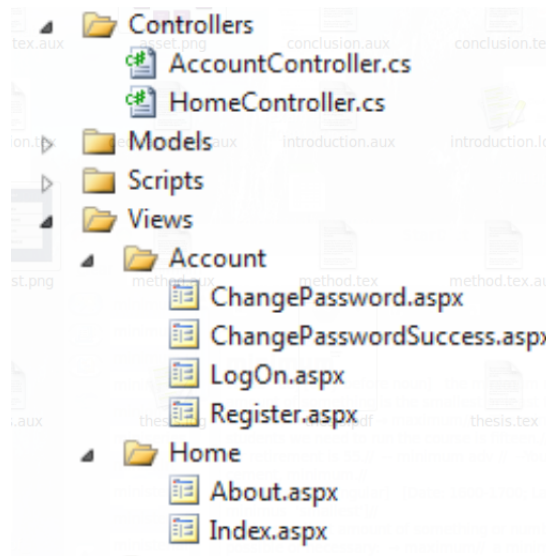 Controllers
AccountController.cs
HomeController.cs
Models
Scripts
Views
Account
ChangePassword.aspx
ChangePasswordSuccess.aspx
LogOn.aspx
Register.aspx
Home
About.aspx
Index.aspx